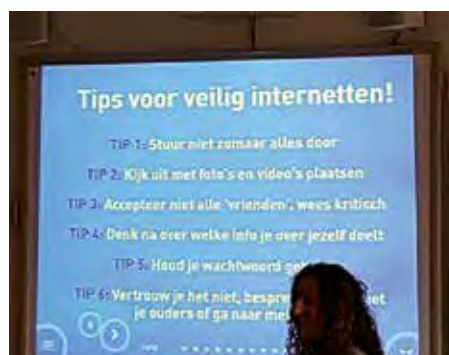 Tips voor veilig internetten!
TIP 1: Stuur niet zomaar alles door
TIP 2: Kijk uit met foto's en video's plaatsen
TIP 3: Accepteer niet alle 'vrienden', wees kritisch
TIP 4: Denk na over welke info je over jezelf deelt
TIP 5: Houd je wachtwoord
TIP 6: Vertrouw je het niet,
je ouders of ga naar